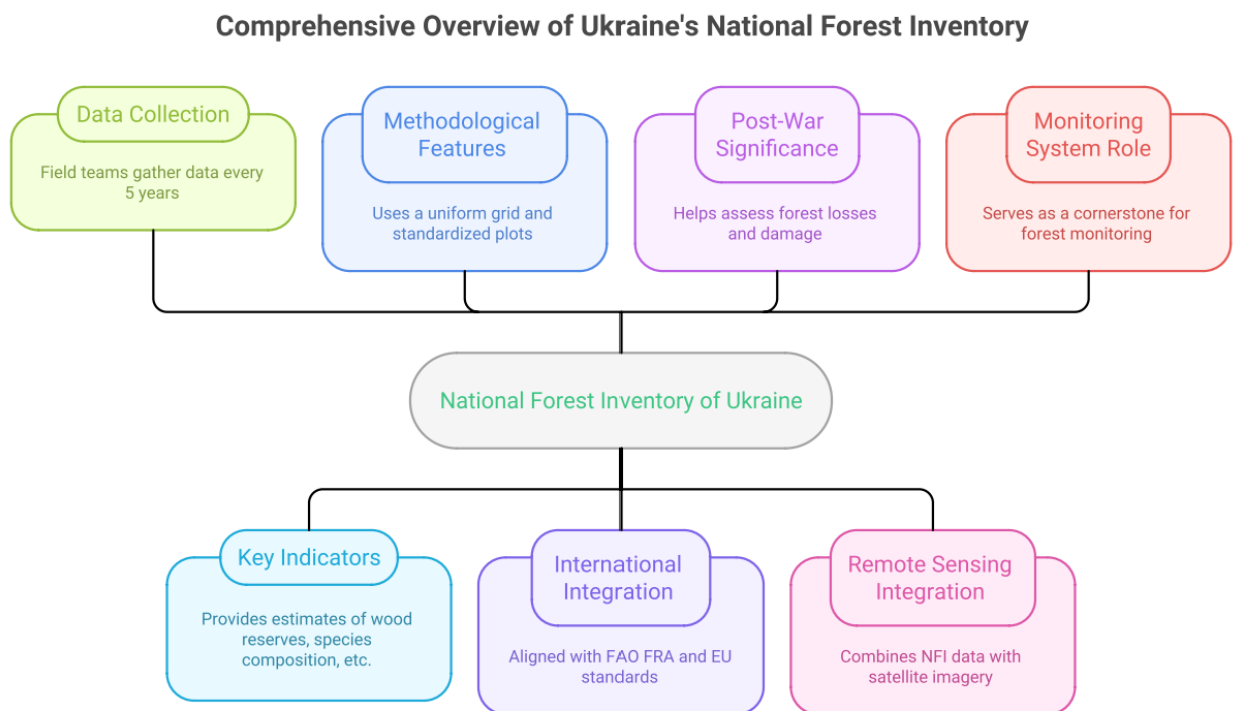 Comprehensive Overview of Ukraine's National Forest Inventory
Data Collection
Field teams gather data every
5 years
Methodological
Features
Uses a uniform grid and
standardized plots
Post-War
Significance
Helps assess forest losses
and damage
Monitoring
System Role
Serves as a cornerstone for
forest monitoring
National Forest Inventory of Ukraine
Key Indicators
Provides estimates of wood
reserves, species
composition, etc.
International
Integration
Aligned with FAO FRA and EU
standards
Remote Sensing
Integration
Combines NFI data with
satellite imagery